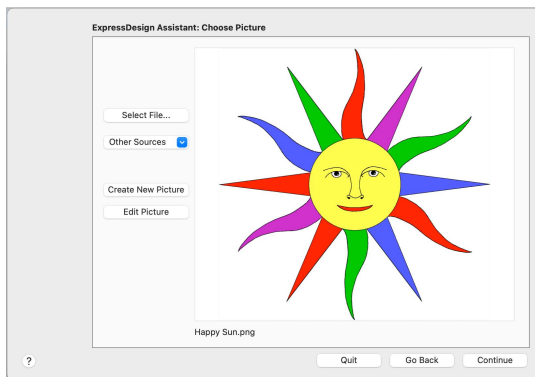 ExpressDesign Assistant: Choose Picture
Select File...
Other Sources
Create New Picture
Edit Picture
Happy Sun.png
?
Quit
Go Back
Continue